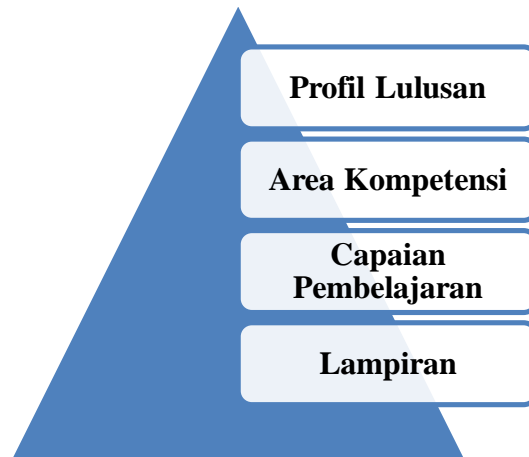 Profil Lulusan
Area Kompetensi
Capaian
Pembelajaran
Lampiran